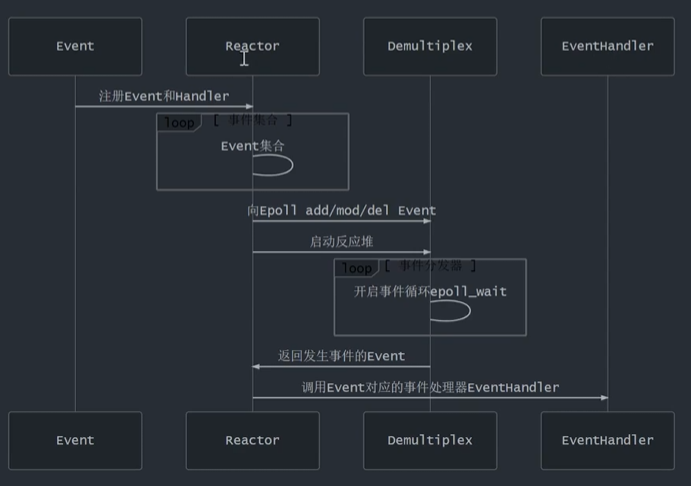 Event
Reactor
Demultiplex
EventHandler
注册Event和Handler
loop [ 事件集合 ]
Event集合
向Epoll add/mod/del Event
启动反应堆
loop [ 事件分发器 ]
开启事件循环epoll_wait
返回发生事件的Event
调用Event对应的事件处理器EventHandler
Event
Reactor
Demultiplex
EventHandler